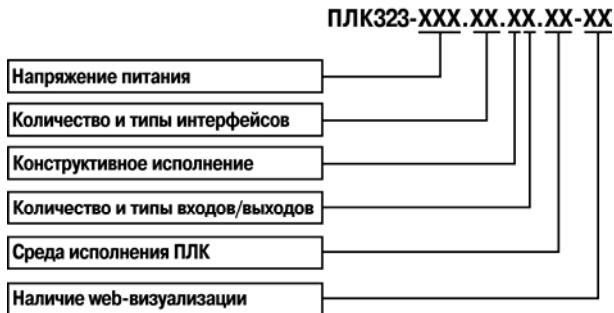 ПЛК323-XXX.XX.XX.XX-XX
Напряжение питания
Количество и типы интерфейсов
Конструктивное исполнение
Количество и типы входов/выходов
Среда исполнения ПЛК
Наличие web-визуализации